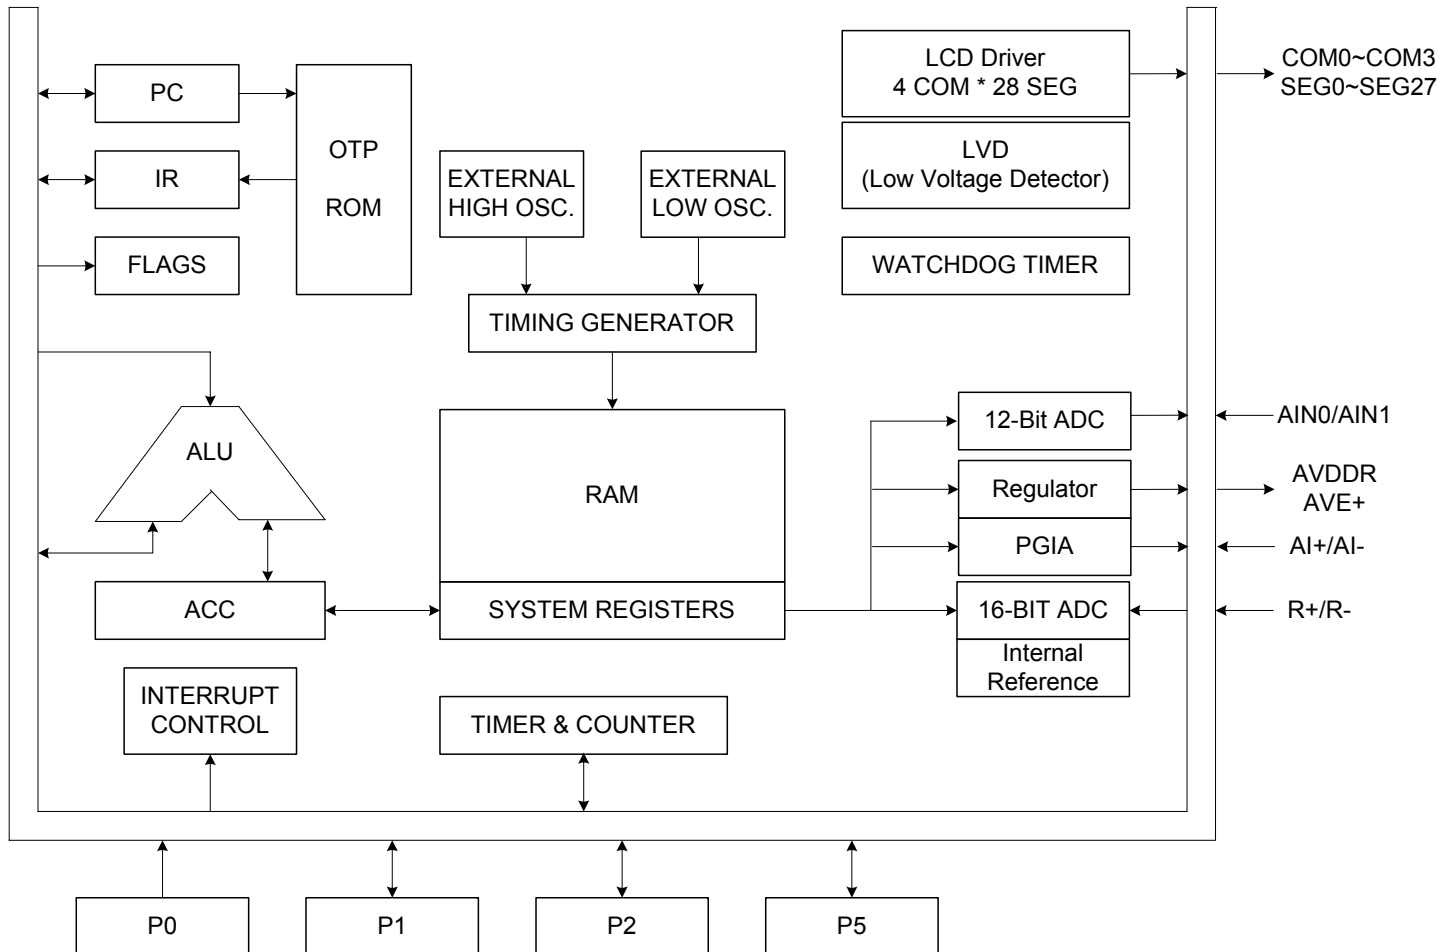 PC
IR
FLAGS
OTP
ROM
EXTERNAL
HIGH OSC.
EXTERNAL
LOW OSC.
TIMING GENERATOR
LCD Driver
4 COM * 28 SEG
LVD
(Low Voltage Detector)
WATCHDOG TIMER
COM0~COM3
SEG0~SEG27
ALU
ACC
RAM
SYSTEM REGISTERS
12-Bit ADC
Regulator
PGIA
16-BIT ADC
Internal
Reference
AIN0/AIN1
AVDDR
AVE+
AI+/AI-
R+/R-
INTERRUPT
CONTROL
TIMER & COUNTER
P0
P1
P2
P5